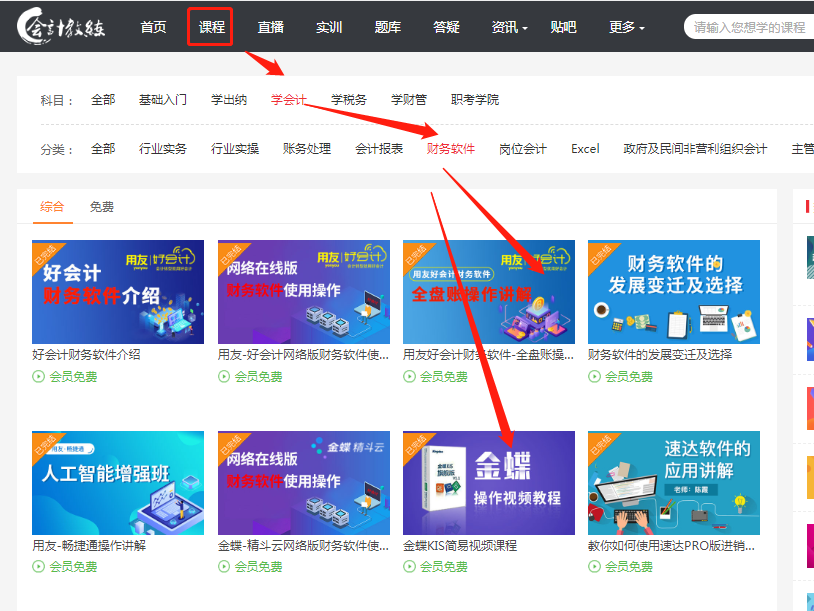 会计教练 首页 课程 直播 实训 题库 答疑 资讯 贴吧 更多 请输入您想学的课程
科目： 全部 基础入门 学出纳 学会计 学税务 学财管 职考学院
分类： 全部 行业实务 行业实操 账务处理 会计报表 财务软件 岗位会计 Excel 政府及民间非营利组织会计 主管
综合 免费
已完结
用友 好会计
好会计
财务软件介绍
已完结
用友 好会计
网络在线版
财务软件使用操作
已完结
用友 好会计
用友好会计财务软件
全盘账操作讲解
已完结
财务软件的
发展变迁及选择
好会计财务软件介绍
用友-好会计网络版财务软件使...
用友好会计财务软件-全盘账操...
财务软件的发展变迁及选择
会员免费
会员免费
会员免费
会员免费
已完结
用友·畅捷通
人工智能增强班
已完结
金蝶 精斗云
网络在线版
财务软件使用操作
已完结
金蝶
操作视频教程
已完结
速达软件的
应用讲解
老师：陈霞
用友-畅捷通操作讲解
金蝶-精斗云网络版财务软件使...
金蝶KIS简易视频课程
教你如何使用速达PRO版进销...
会员免费
会员免费
会员免费
会员免费